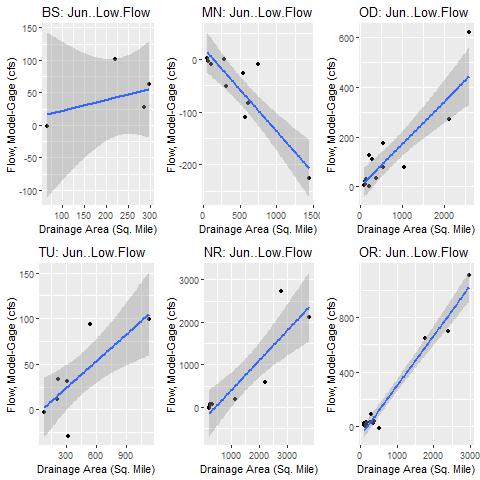 BS: Jun..Low.Flow
MN: Jun..Low.Flow
OD: Jun..Low.Flow
Flow, Model-Gage (cfs)
150
100
50
0
-50
-100
100
150
200
250
300
Drainage Area (Sq. Mile)
Flow, Model-Gage (cfs)
0
-100
-200
0
500
1000
1500
Drainage Area (Sq. Mile)
Flow, Model-Gage (cfs)
600
400
200
0
0
1000
2000
Drainage Area (Sq. Mile)
TU: Jun..Low.Flow
NR: Jun..Low.Flow
OR: Jun..Low.Flow
Flow, Model-Gage (cfs)
150
100
50
0
300
600
900
Drainage Area (Sq. Mile)
Flow, Model-Gage (cfs)
3000
2000
1000
0
1000
2000
3000
Drainage Area (Sq. Mile)
Flow, Model-Gage (cfs)
800
400
0
0
1000
2000
3000
Drainage Area (Sq. Mile)